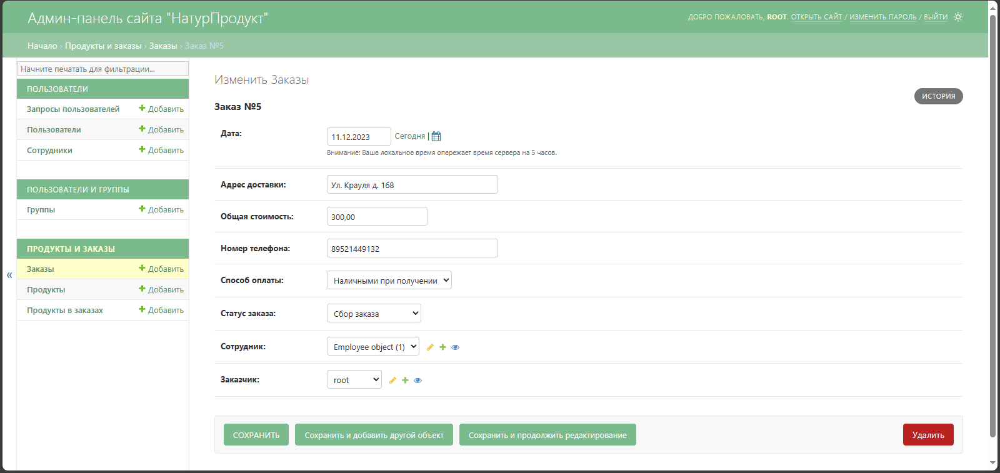 Админ-панель сайта "НатурПродукт"
ДОБРО ПОЖАЛОВАТЬ, ROOT. ОТКРЫТЬ САЙТ / ИЗМЕНИТЬ ПАРОЛЬ / ВЫЙТИ
Начало › Продукты и заказы › Заказы › Заказ №5
Начните печатать для фильтрации...
ПОЛЬЗОВАТЕЛИ
Запросы пользователей Добавить
Пользователи Добавить
Сотрудники Добавить
ПОЛЬЗОВАТЕЛИ И ГРУППЫ
Группы Добавить
ПРОДУКТЫ И ЗАКАЗЫ
Заказы Добавить
Продукты Добавить
Продукты в заказах Добавить
«
Изменить Заказы
ИСТОРИЯ
Заказ №5
Дата: 11.12.2023 Сегодня |
Внимание: Ваше локальное время опережает время сервера на 5 часов.
Адрес доставки: Ул. Крауля д. 168
Общая стоимость: 300,00
Номер телефона: 89521449132
Способ оплаты: Наличными при получении
Статус заказа: Сбор заказа
Сотрудник: Employee object (1)
Заказчик: root
СОХРАНИТЬ Сохранить и добавить другой объект Сохранить и продолжить редактирование Удалить